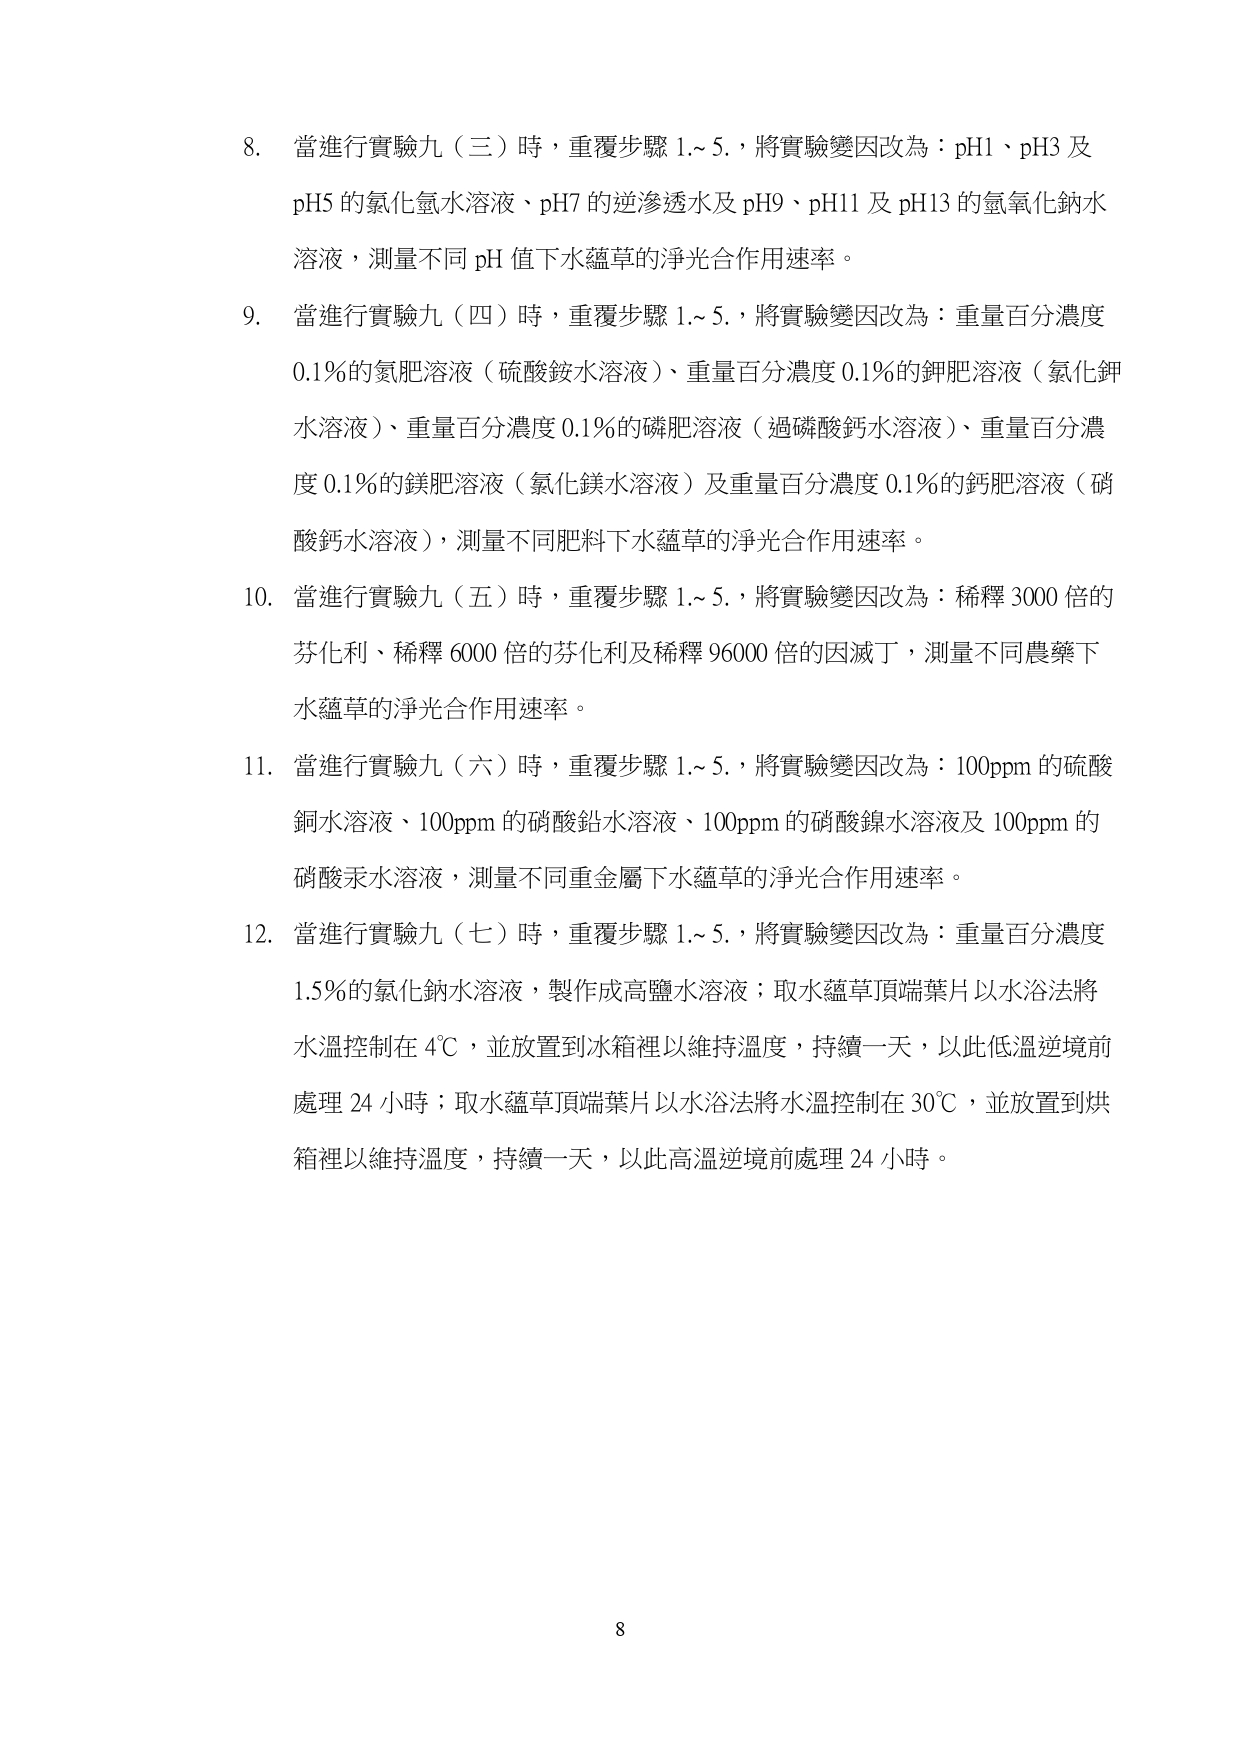 8. 當進行實驗九（三）時，重覆步驟 1.~ 5.，將實驗變因改為：pH1、pH3 及
pH5 的氯化氫水溶液、pH7 的逆滲透水及 pH9、pH11 及 pH13 的氫氧化鈉水
溶液，測量不同 pH 值下水蘊草的淨光合作用速率。
9. 當進行實驗九（四）時，重覆步驟 1.~ 5.，將實驗變因改為：重量百分濃度
0.1%的氮肥溶液（硫酸銨水溶液）、重量百分濃度 0.1%的鉀肥溶液（氯化鉀
水溶液）、重量百分濃度 0.1%的磷肥溶液（過磷酸鈣水溶液）、重量百分濃
度 0.1%的鎂肥溶液（氯化鎂水溶液）及重量百分濃度 0.1%的鈣肥溶液（硝
酸鈣水溶液），測量不同肥料下水蘊草的淨光合作用速率。
10. 當進行實驗九（五）時，重覆步驟 1.~ 5.，將實驗變因改為：稀釋 3000 倍的
芬化利、稀釋 6000 倍的芬化利及稀釋 96000 倍的因滅丁，測量不同農藥下
水蘊草的淨光合作用速率。
11. 當進行實驗九（六）時，重覆步驟 1.~ 5.，將實驗變因改為：100ppm 的硫酸
銅水溶液、100ppm 的硝酸鉛水溶液、100ppm 的硝酸鎳水溶液及 100ppm 的
硝酸汞水溶液，測量不同重金屬下水蘊草的淨光合作用速率。
12. 當進行實驗九（七）時，重覆步驟 1.~ 5.，將實驗變因改為：重量百分濃度
1.5%的氯化鈉水溶液，製作成高鹽水溶液；取水蘊草頂端葉片以水浴法將
水溫控制在 4℃，並放置到冰箱裡以維持溫度，持續一天，以此低溫逆境前
處理 24 小時；取水蘊草頂端葉片以水浴法將水溫控制在 30℃，並放置到烘
箱裡以維持溫度，持續一天，以此高溫逆境前處理 24 小時。
8